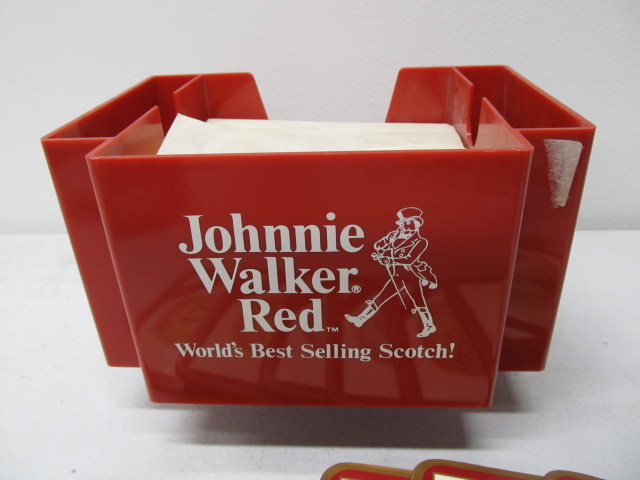 Johnnie
Walker®
Red™
World's Best Selling Scotch!